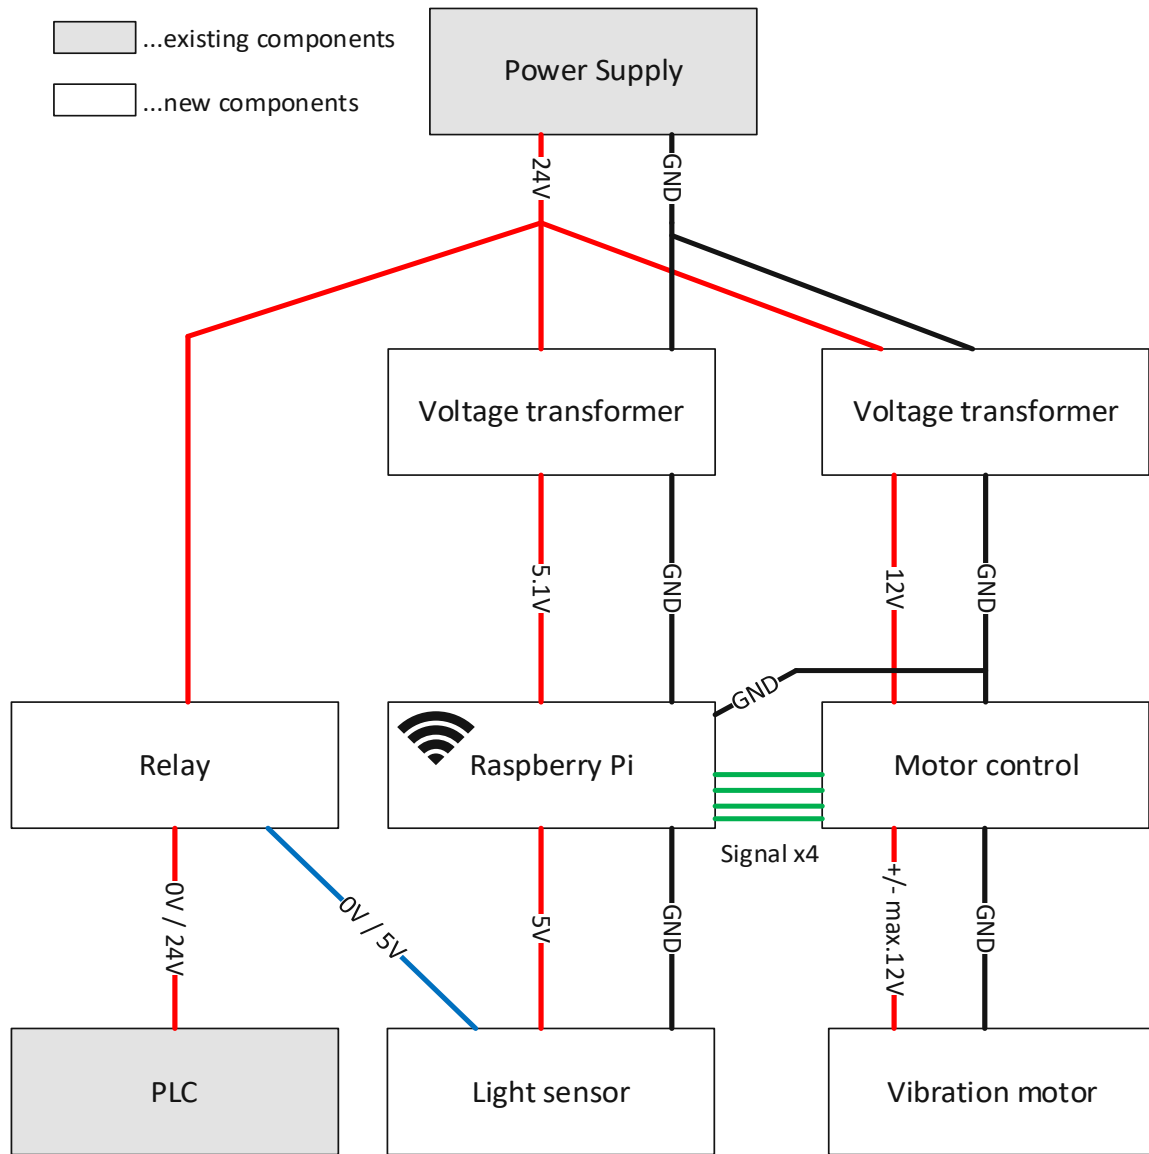 ...existing components
...new components
Power Supply
24V
GND
Voltage transformer
Voltage transformer
5.1V
GND
12V
GND
GND
Relay
Raspberry Pi
Motor control
Signal x4
0V / 24V
0V / 5V
5V
GND
+/- max.12V
GND
PLC
Light sensor
Vibration motor